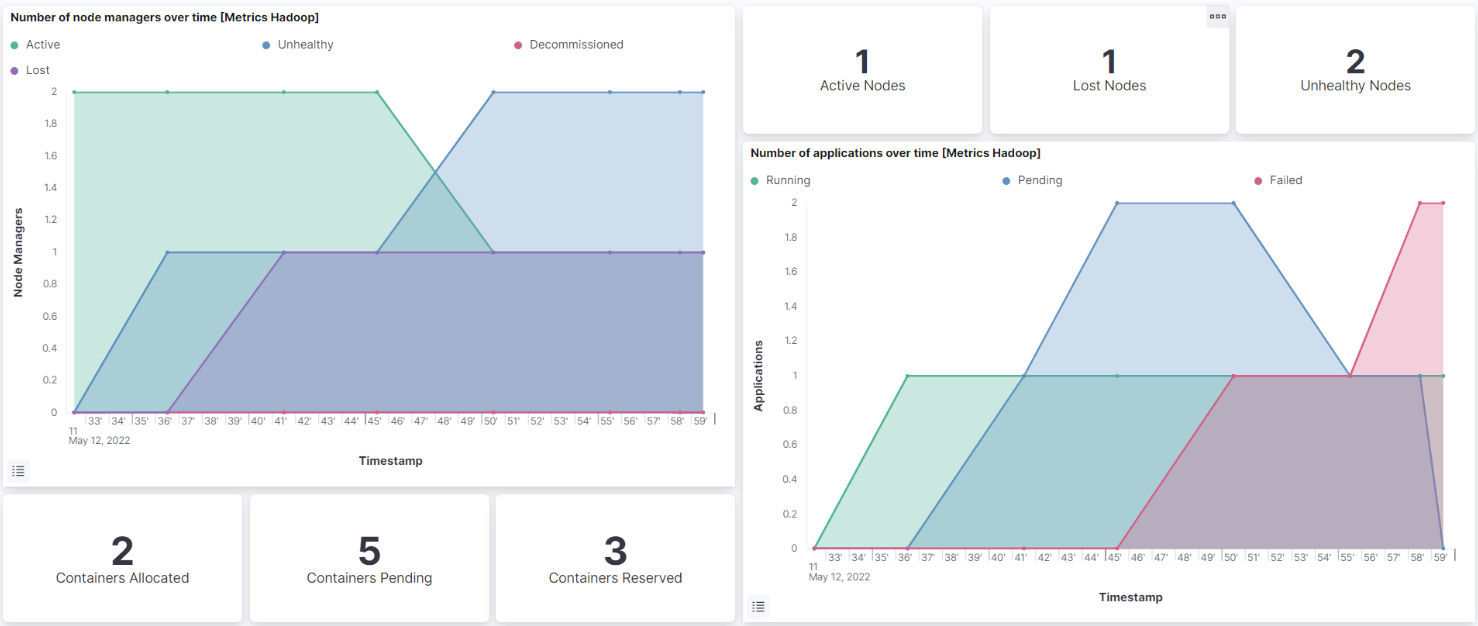 Number of node managers over time [Metrics Hadoop]
Active Unhealthy Decommissioned
Lost
2
1.8
1.6
1.4
1.2
1
0.8
0.6
0.4
0.2
0
Node Managers
33' 34' 35' 36' 37' 38' 39' 40' 41' 42' 43' 44' 45' 46' 47' 48' 49' 50' 51' 52' 53' 54' 55' 56' 57' 58' 59'
11
May 12, 2022
Timestamp
1
Active Nodes
1
Lost Nodes
2
Unhealthy Nodes
Number of applications over time [Metrics Hadoop]
Running Pending Failed
2
1.8
1.6
1.4
1.2
1
0.8
0.6
0.4
0.2
0
Applications
33' 34' 35' 36' 37' 38' 39' 40' 41' 42' 43' 44' 45' 46' 47' 48' 49' 50' 51' 52' 53' 54' 55' 56' 57' 58' 59'
11
May 12, 2022
Timestamp
2
Containers Allocated
5
Containers Pending
3
Containers Reserved